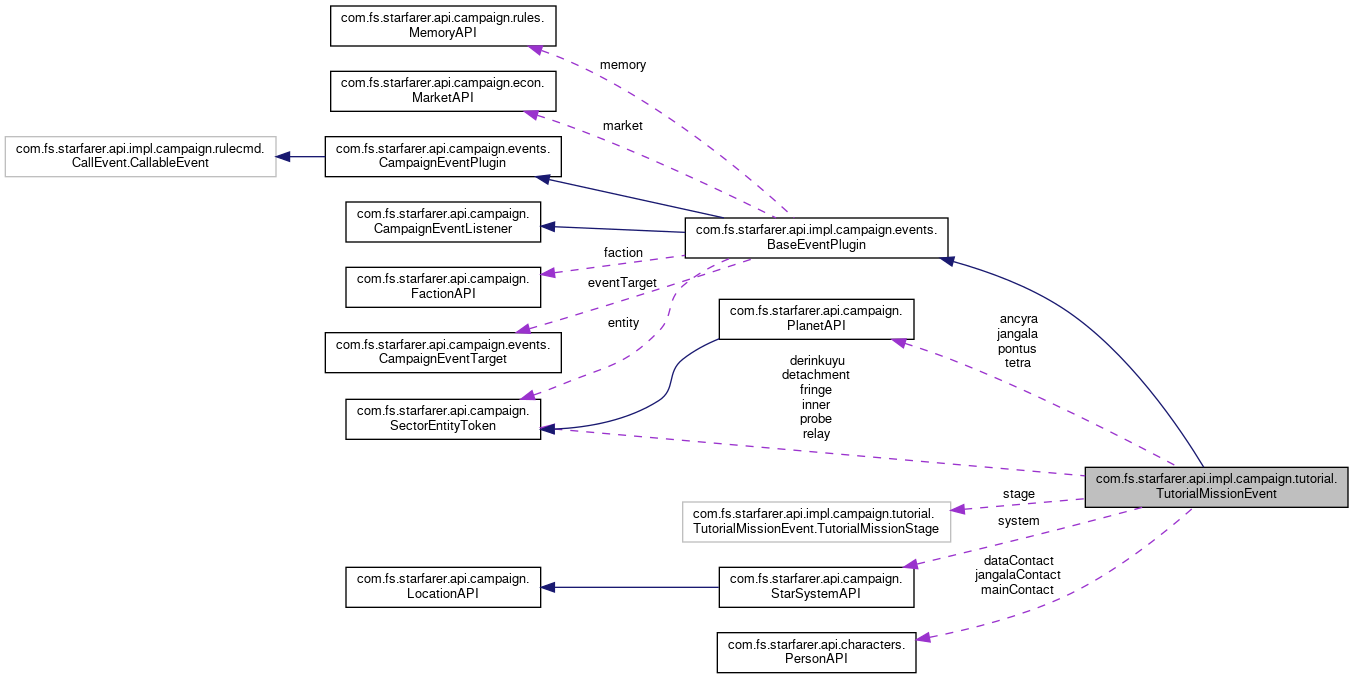 com.fs.starfarer.api.campaign.rules.
MemoryAPI
memory
com.fs.starfarer.api.campaign.econ.
MarketAPI
market
com.fs.starfarer.api.impl.campaign.rulecmd.
CallEvent.CallableEvent
com.fs.starfarer.api.campaign.events.
CampaignEventPlugin
com.fs.starfarer.api.campaign.
CampaignEventListener
com.fs.starfarer.api.impl.campaign.events.
BaseEventPlugin
faction
com.fs.starfarer.api.campaign.
FactionAPI
eventTarget
entity
com.fs.starfarer.api.campaign.events.
CampaignEventTarget
com.fs.starfarer.api.campaign.
PlanetAPI
ancyra
jangala
pontus
tetra
derinkuyu
detachment
fringe
inner
probe
relay
com.fs.starfarer.api.campaign.
SectorEntityToken
com.fs.starfarer.api.impl.campaign.tutorial.
TutorialMissionEvent
stage
com.fs.starfarer.api.impl.campaign.tutorial.
TutorialMissionEvent.TutorialMissionStage
system
com.fs.starfarer.api.campaign.
LocationAPI
com.fs.starfarer.api.campaign.
StarSystemAPI
dataContact
jangalaContact
mainContact
com.fs.starfarer.api.characters.
PersonAPI